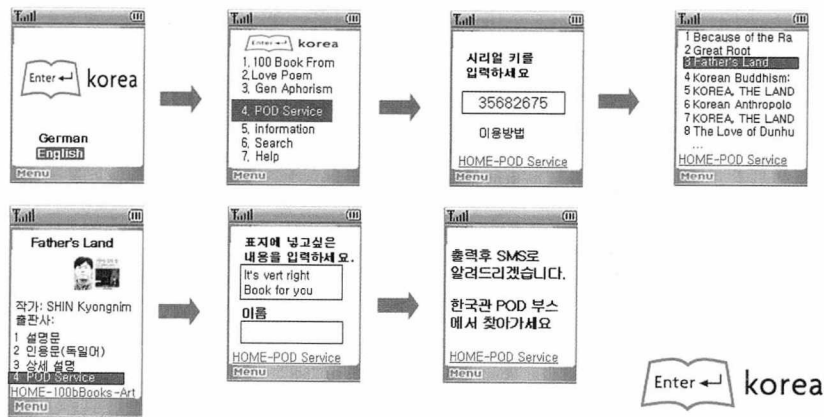 Enter ↵ korea
German
English
Menu
Enter ↵ korea
1, 100 Book From
2, Love Poem
3, Gen Aphorism
4, POD Service
5, Information
6, Search
7, Help
Menu
시리얼 키를
입력하세요
35682675
이용방법
HOME-POD Service
Menu
1 Because of the Ra
2 Great Root
3 Father's Land
4 Korean Buddhism:
5 KOREA, THE LAND
6 Korean Anthropolo
7 KOREA, THE LAND
8 The Love of Dunhu
...
HOME-POD Service
Menu
Father's Land
작가: SHIN Kyongnim
출판사:
1 설명문
2 인용문(독일어)
3 상세 설명
4 POD Service
HOME-100bBooks-Art
Menu
표지에 넣고싶은
내용을 입력하세요.
It's vert right
Book for you
이름
HOME-POD Service
Menu
출력후 SMS로
알려드리겠습니다.
한국관 POD 부스
에서 찾아가세요
HOME-POD Service
Menu
Enter ↵ korea